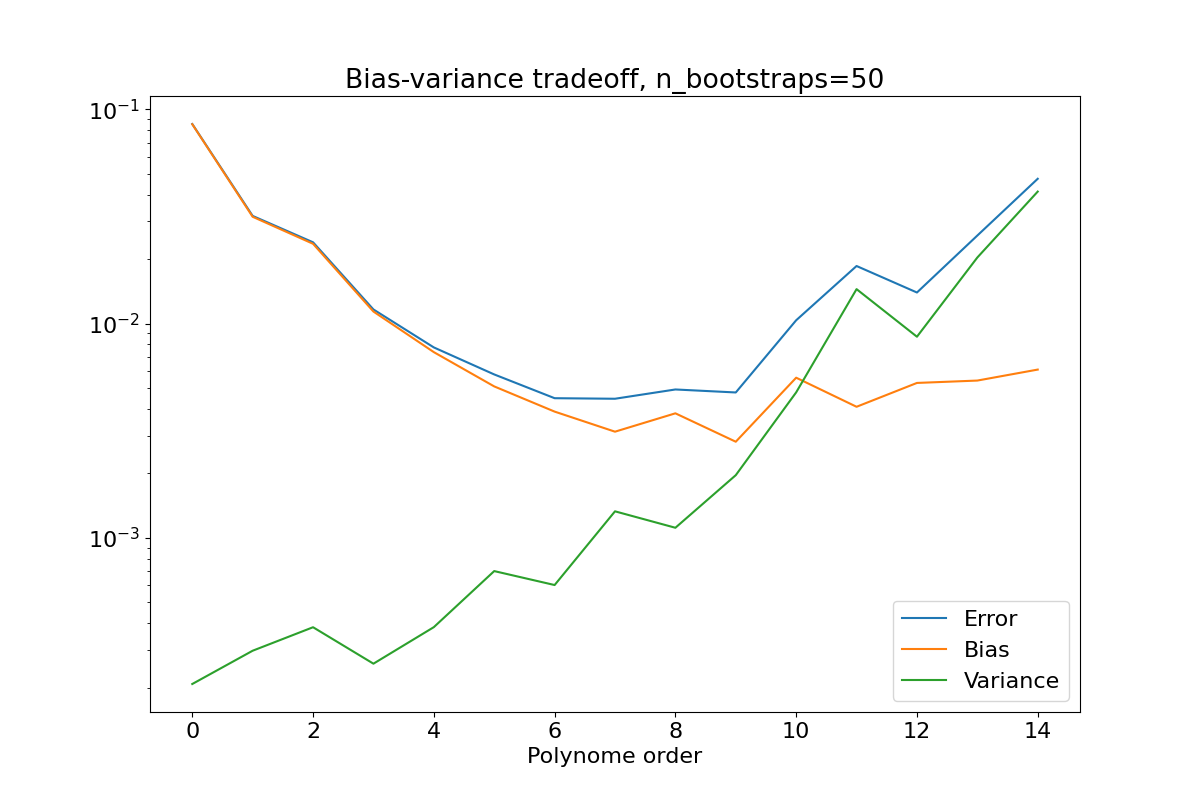 Bias-variance tradeoff, n_bootstraps=50
10⁻¹
10⁻²
10⁻³
0 2 4 6 8 10 12 14
Polynome order
Error
Bias
Variance